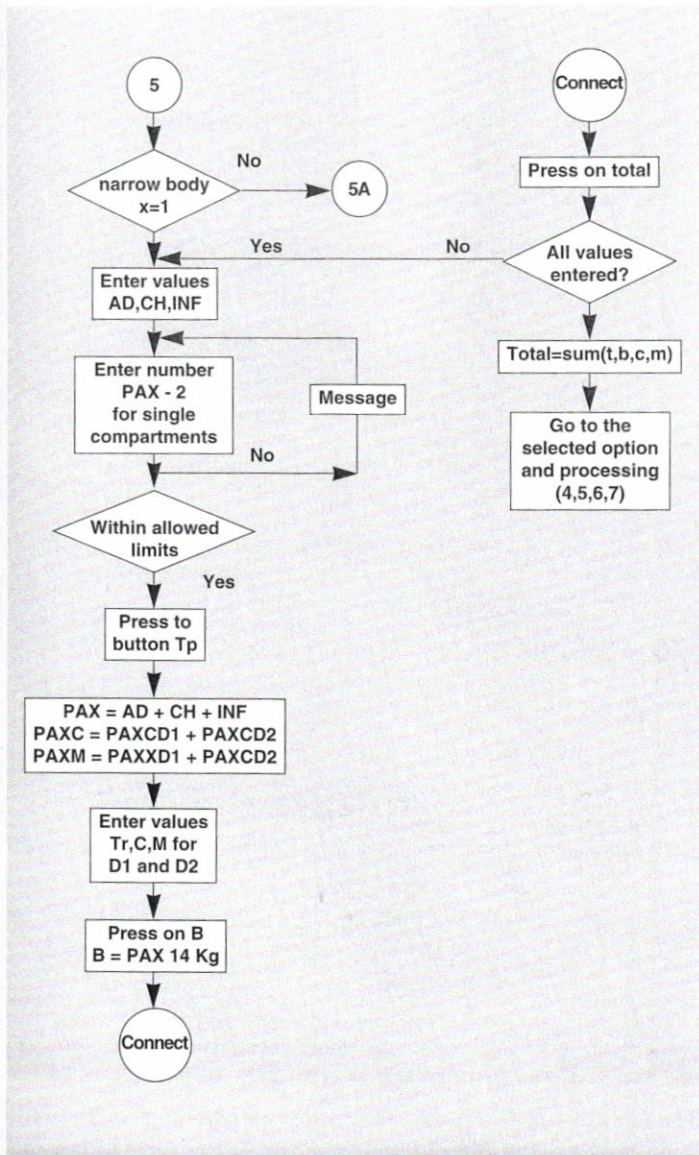 5
No
narrow body
x=1
5A
Yes
Enter values
AD,CH,INF
Enter number
PAX - 2
for single
compartments
Message
No
Within allowed
limits
Yes
Press to
button Tp
PAX = AD + CH + INF
PAXC = PAXCD1 + PAXCD2
PAXM = PAXXD1 + PAXCD2
Enter values
Tr,C,M for
D1 and D2
Press on B
B = PAX 14 Kg
Connect
Connect
Press on total
No
All values
entered?
Total=sum(t,b,c,m)
Go to the
selected option
and processing
(4,5,6,7)